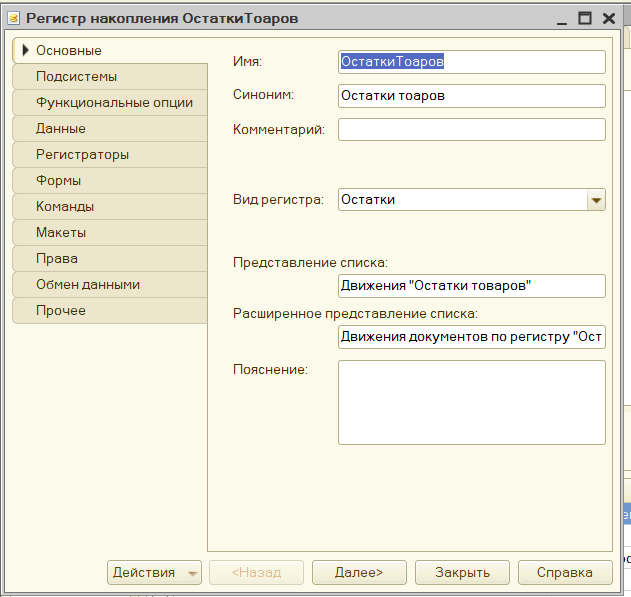 Регистр накопления ОстаткиТоаров
Основные
Подсистемы
Функциональные опции
Данные
Регистраторы
Формы
Команды
Макеты
Права
Обмен данными
Прочее
Имя: ОстаткиТоаров
Синоним: Остатки тоаров
Комментарий:
Вид регистра: Остатки
Представление списка:
Движения "Остатки товаров"
Расширенное представление списка:
Движения документов по регистру "Ост
Пояснение:
Действия <Назад Далее> Закрыть Справка